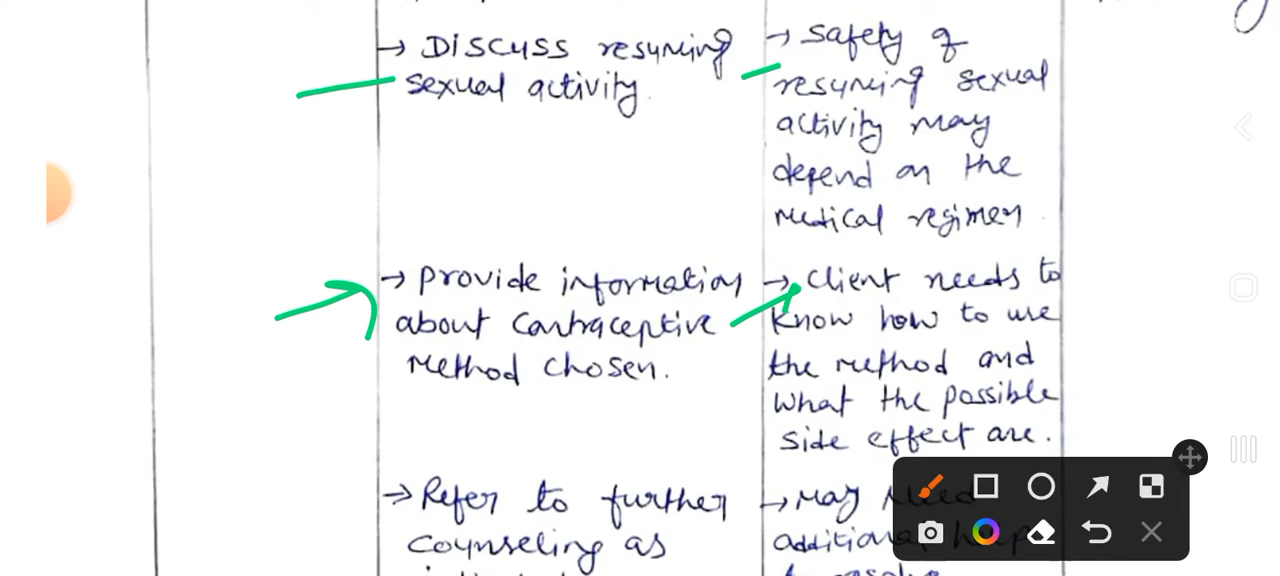 → Discuss resuming
sexual activity.
→ Provide information
about contraceptive
Method chosen.
→ Refer to further
counseling as
→ Safety of
resuming sexual
activity may
depend on the
Medical regimen.
→ Client needs to
know how to use
the method and
what the possible
side effect are.
→ May need
additional help